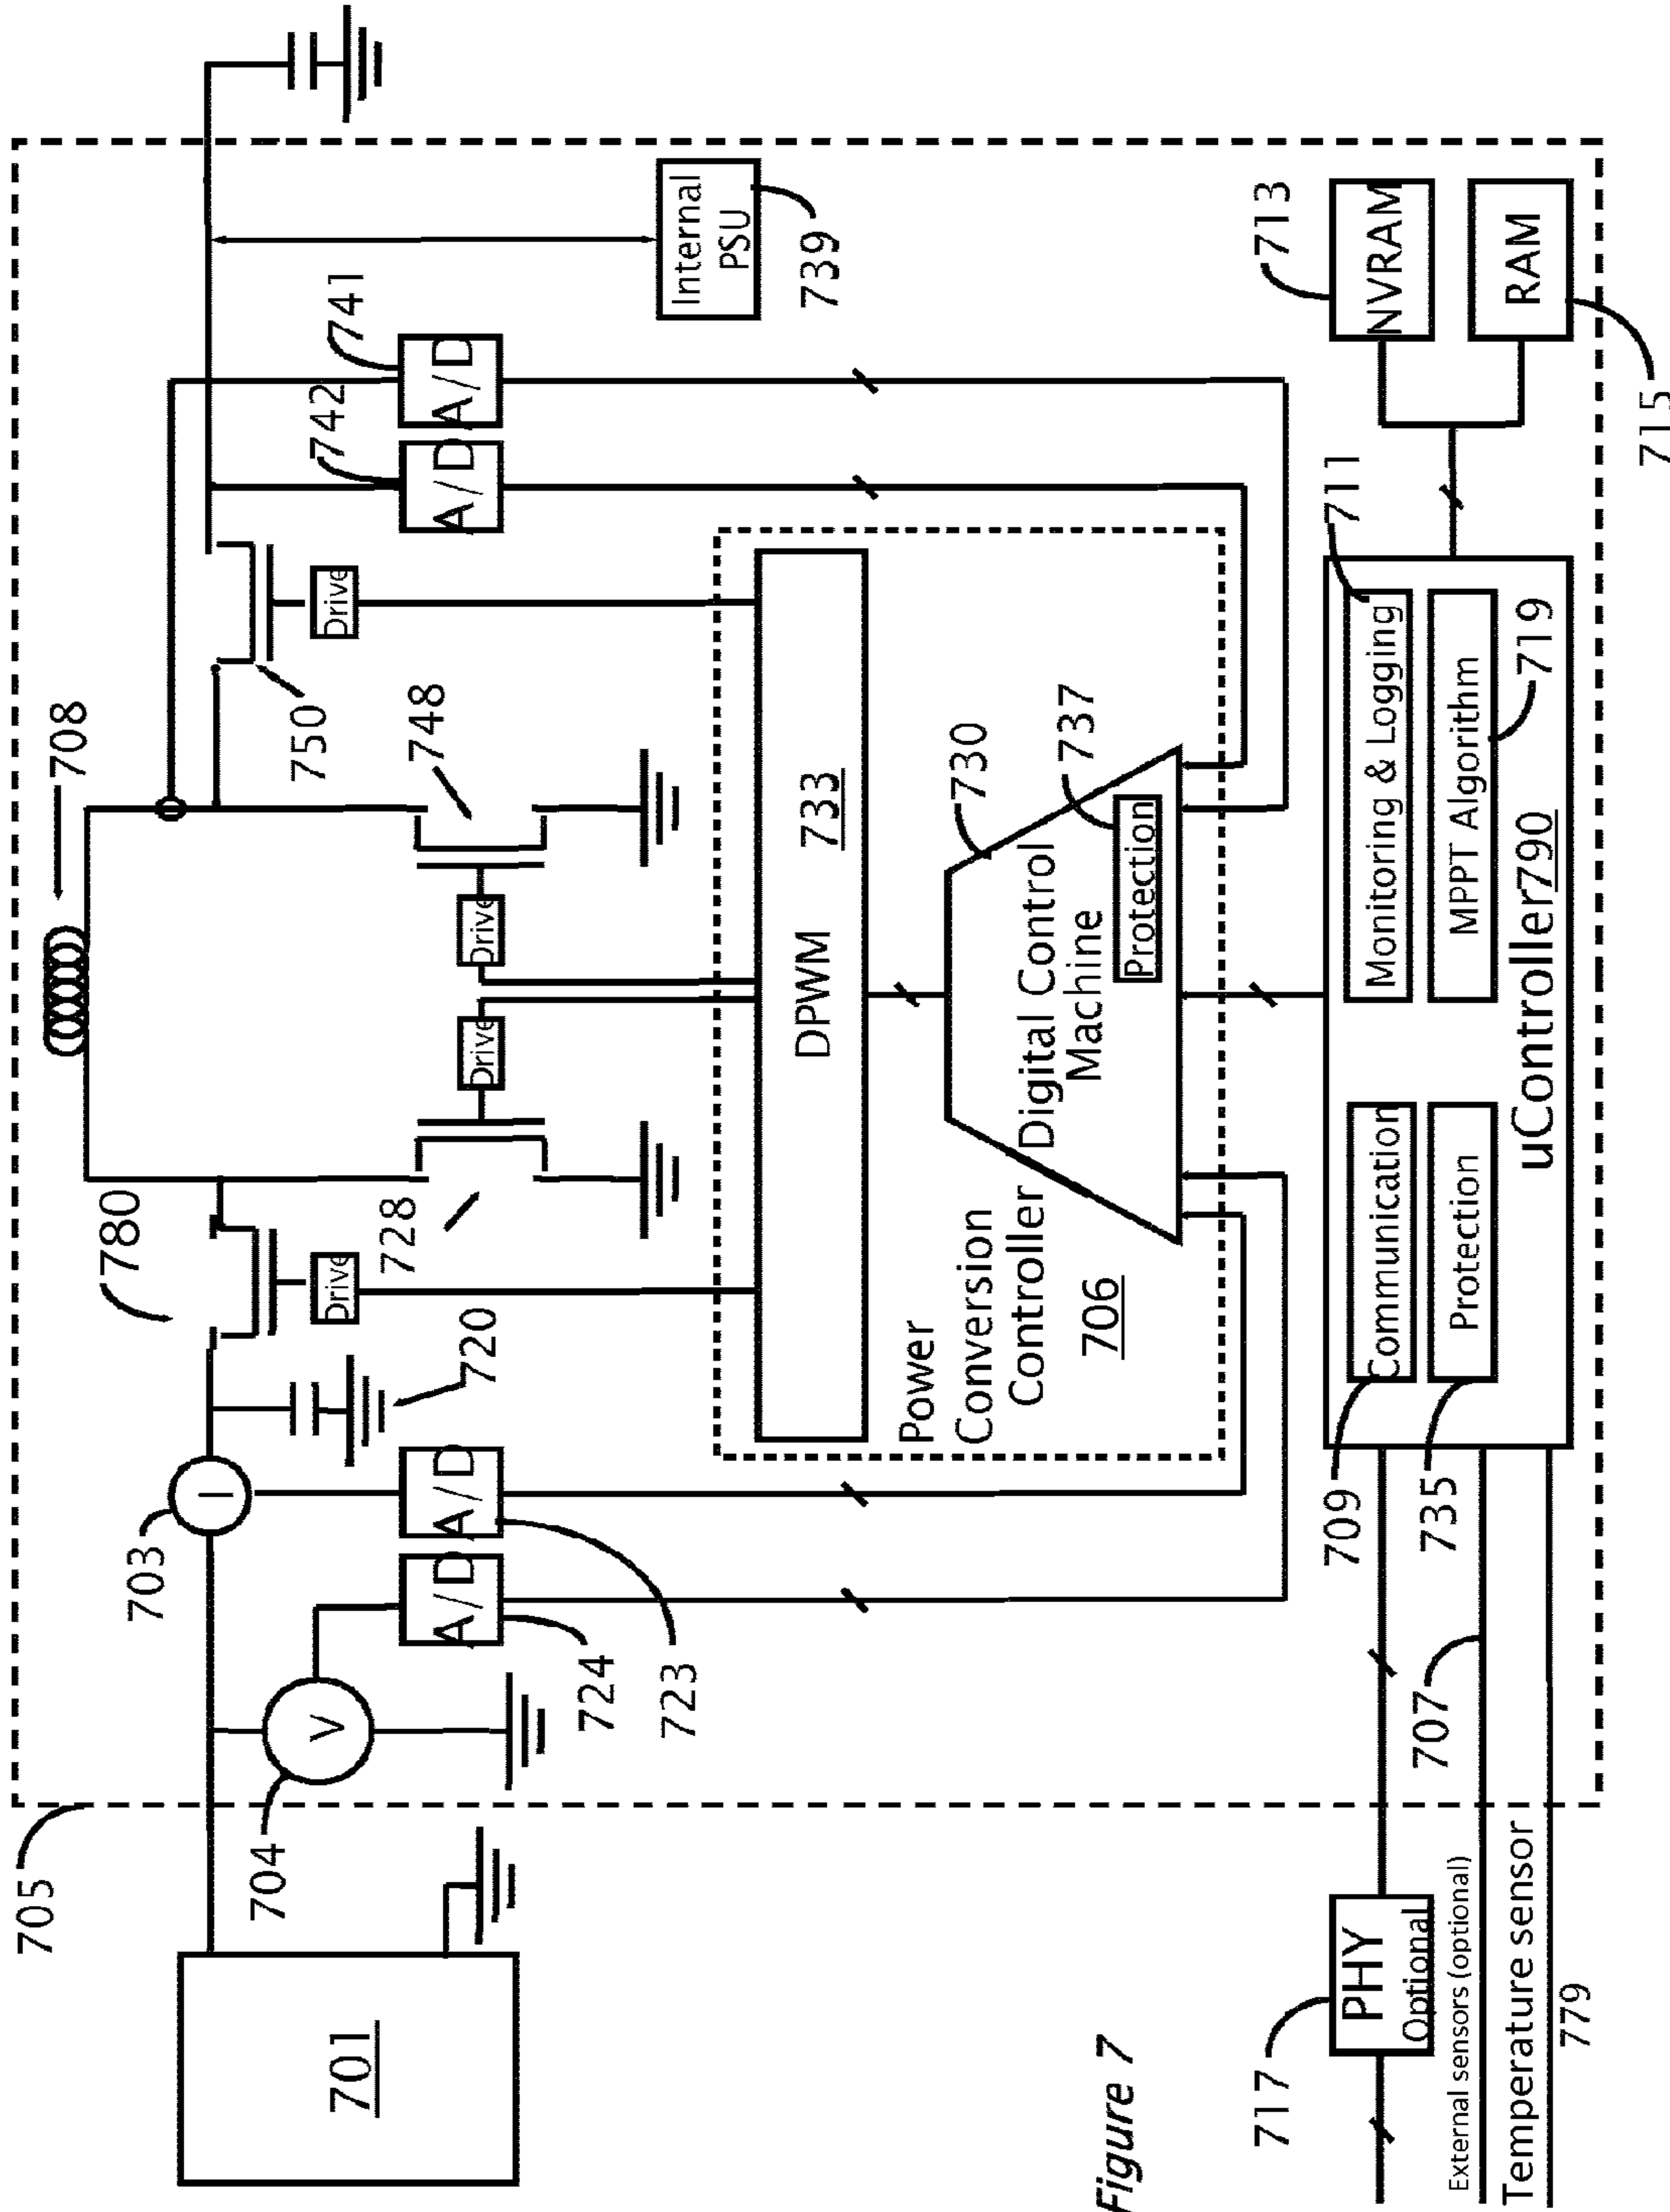 705
708
780
703
704
701
750
748
728
720
742
741
Drive
Drive
Drive
Drive
V
I
A/D
A/D
A/D
A/D
724
723
Internal
PSU
739
DPWM
733
Power
Conversion
Controller
706
730
Digital Control
Machine
737
Protection
717
PHY
Optional
External sensors (optional)
Temperature sensor
779
707
709
735
Communication
Protection
Monitoring & Logging
MPPT Algorithm
711
719
uController790
713
NVRAM
RAM
715
Figure 7